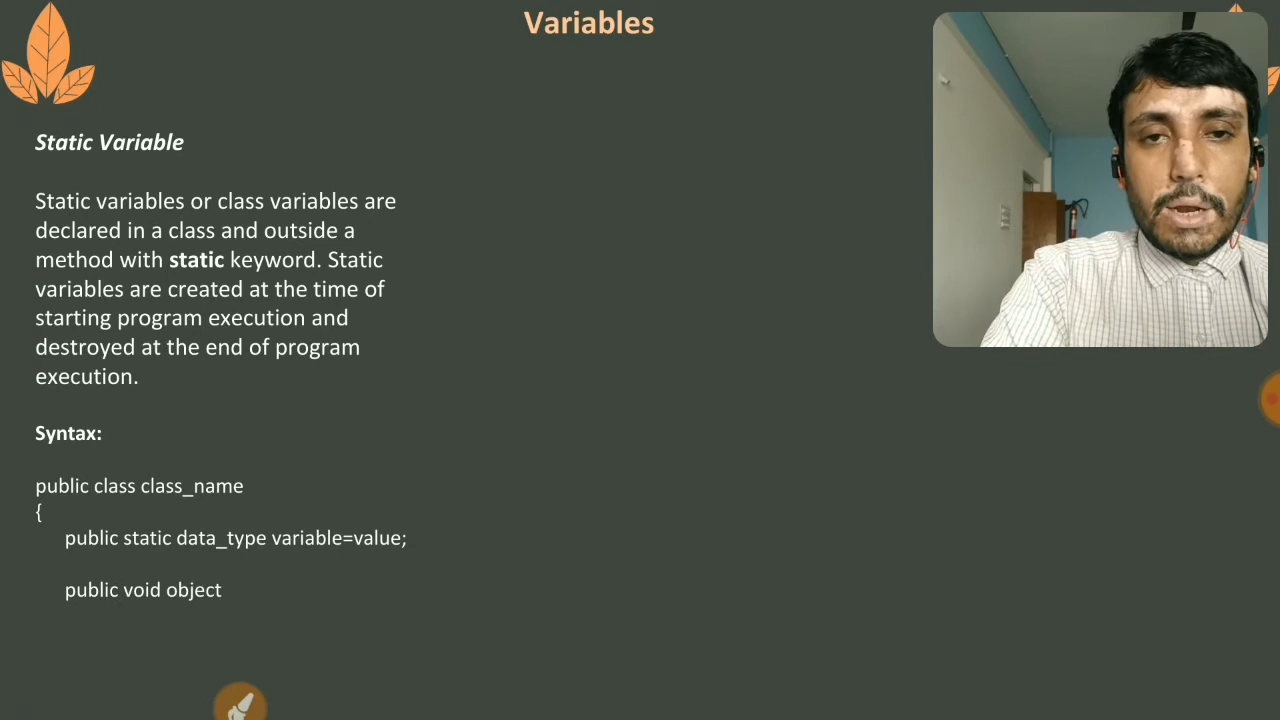 Variables
Static Variable
Static variables or class variables are
declared in a class and outside a
method with static keyword. Static
variables are created at the time of
starting program execution and
destroyed at the end of program
execution.
Syntax:
public class class_name
{
public static data_type variable=value;
public void object